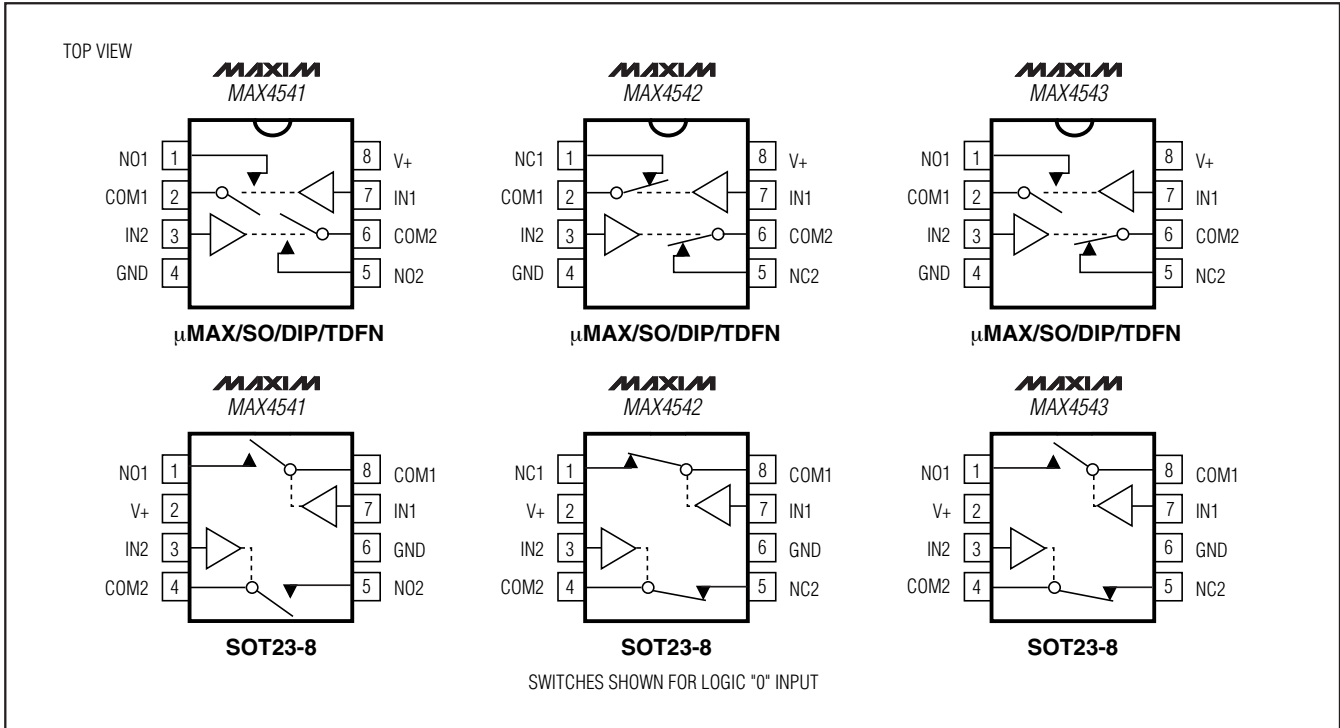 TOP VIEW
MAXIM
MAX4541
NO1 1
COM1 2
IN2 3
GND 4
8 V+
7 IN1
6 COM2
5 NO2
µMAX/SO/DIP/TDFN
MAXIM
MAX4542
NC1 1
COM1 2
IN2 3
GND 4
8 V+
7 IN1
6 COM2
5 NC2
µMAX/SO/DIP/TDFN
MAXIM
MAX4543
NO1 1
COM1 2
IN2 3
GND 4
8 V+
7 IN1
6 COM2
5 NC2
µMAX/SO/DIP/TDFN
MAXIM
MAX4541
NO1 1
V+ 2
IN2 3
COM2 4
8 COM1
7 IN1
6 GND
5 NO2
SOT23-8
MAXIM
MAX4542
NC1 1
V+ 2
IN2 3
COM2 4
8 COM1
7 IN1
6 GND
5 NC2
SOT23-8
MAXIM
MAX4543
NO1 1
V+ 2
IN2 3
COM2 4
8 COM1
7 IN1
6 GND
5 NC2
SOT23-8
SWITCHES SHOWN FOR LOGIC "0" INPUT